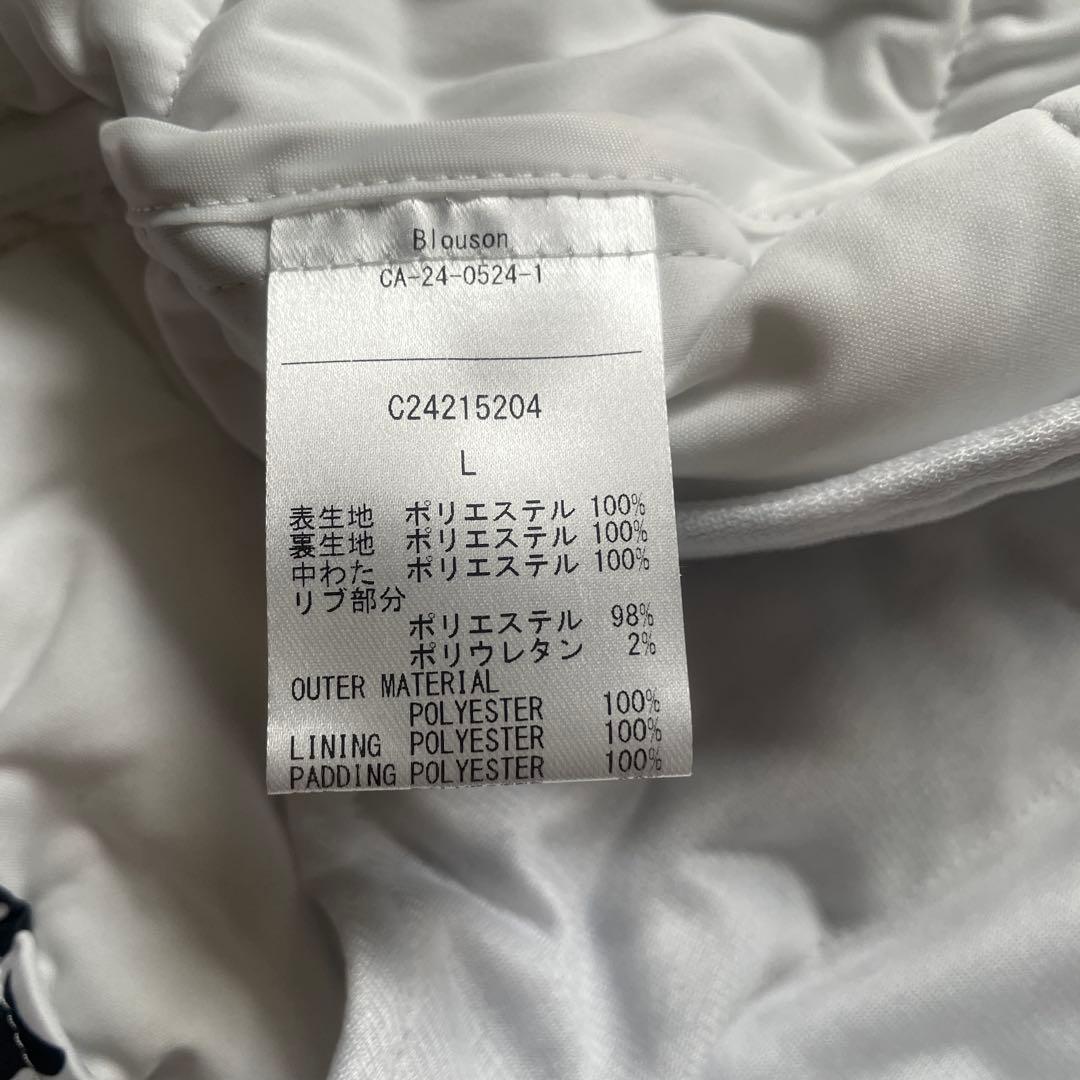 Blouson
CA-24-0524-1
C24215204
L
表生地 ポリエステル 100%
裏生地 ポリエステル 100%
中わた ポリエステル 100%
リブ部分
ポリエステル 98%
ポリウレタン 2%
OUTER MATERIAL
POLYESTER 100%
LINING POLYESTER 100%
PADDING POLYESTER 100%